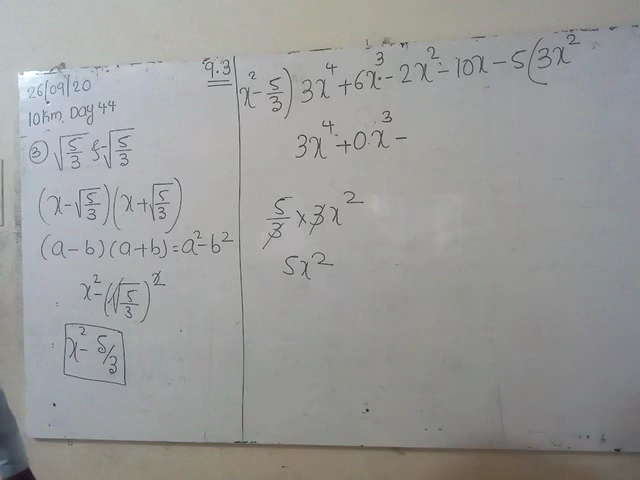 26/09/20
10km, Day 44
9.3
③ √5/3 & -√5/3
(x-√5/3)(x+√5/3)
(a-b)(a+b)=a²-b²
x²-(√5/3)²
x²-5/3
x²-5/3) 3x⁴+6x³-2x²-10x-5(3x²
3x⁴+0.x³-
5/3 × 3x²
5x²